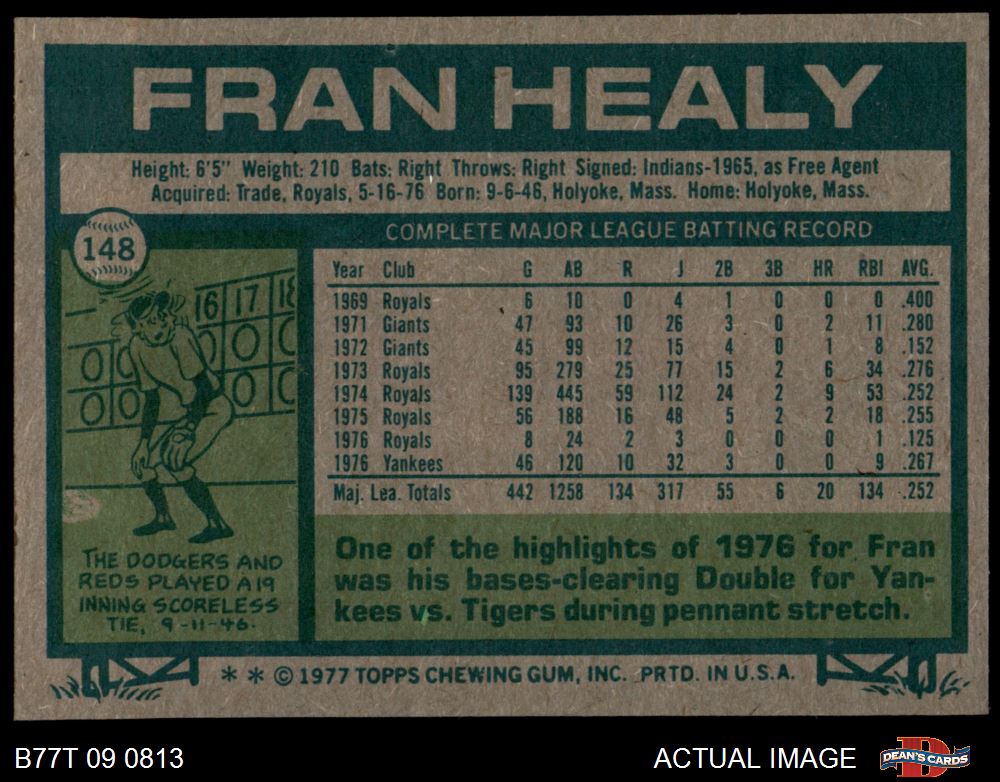 FRAN HEALY
Height: 6'5" Weight: 210 Bats: Right Throws: Right Signed: Indians-1965, as Free Agent
Acquired: Trade, Royals, 5-16-76 Born: 9-6-46, Holyoke, Mass. Home: Holyoke, Mass.
148
COMPLETE MAJOR LEAGUE BATTING RECORD
Year Club G AB R J 2B 3B HR RBI AVG.
1969 Royals 6 10 0 4 1 0 0 0 .400
1971 Giants 47 93 10 26 3 0 2 11 .280
1972 Giants 45 99 12 15 4 0 1 8 .152
1973 Royals 95 279 25 77 15 2 6 34 .276
1974 Royals 139 445 59 112 24 2 9 53 .252
1975 Royals 56 188 16 48 5 2 2 18 .255
1976 Royals 8 24 2 3 0 0 0 1 .125
1976 Yankees 46 120 10 32 3 0 0 9 .267
Maj. Lea. Totals 442 1258 134 317 55 6 20 134 .252
16 17 18
0 0 0 0
0 0 0 0
THE DODGERS AND
REDS PLAYED A 19
INNING SCORELESS
TIE, 9-11-46.
One of the highlights of 1976 for Fran
was his bases-clearing Double for Yan-
kees vs. Tigers during pennant stretch.
* * © 1977 TOPPS CHEWING GUM, INC. PRTD. IN U.S.A.
B77T 09 0813
ACTUAL IMAGE
D
DEAN'S CARDS